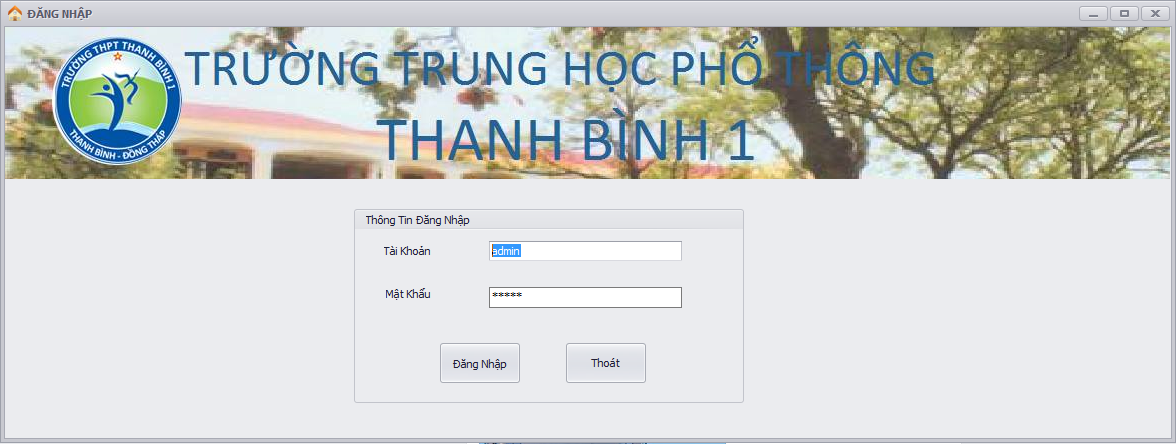 ĐĂNG NHẬP
TRƯỜNG THPT THANH BÌNH 1
THANH BÌNH - ĐỒNG THÁP
TRƯỜNG TRUNG HỌC PHỔ THÔNG
THANH BÌNH 1
Thông Tin Đăng Nhập
Tài Khoản
admin
Mật Khẩu
*****
Đăng Nhập
Thoát